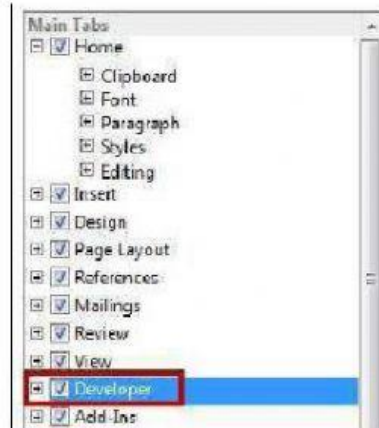 Main Tabs
Home
Clipboard
Font
Paragraph
Styles
Editing
Insert
Design
Page Layout
References
Mailings
Review
View
Developer
Add-Ins